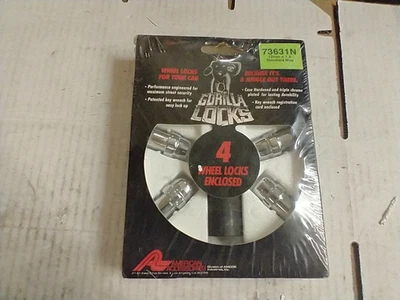 73631N
WHEEL LOCKS
FOR YOUR CAR
• Performance engineered for
maximum street security
• Patented key wrench for
easy lock up
BECAUSE IT'S
A JUNGLE OUT THERE.
• Case Hardened and triple chrome
plated for lasting durability
• Key wrench registration
card enclosed
GORILLA
LOCKS
4
WHEEL LOCKS
ENCLOSED
AMERICAN